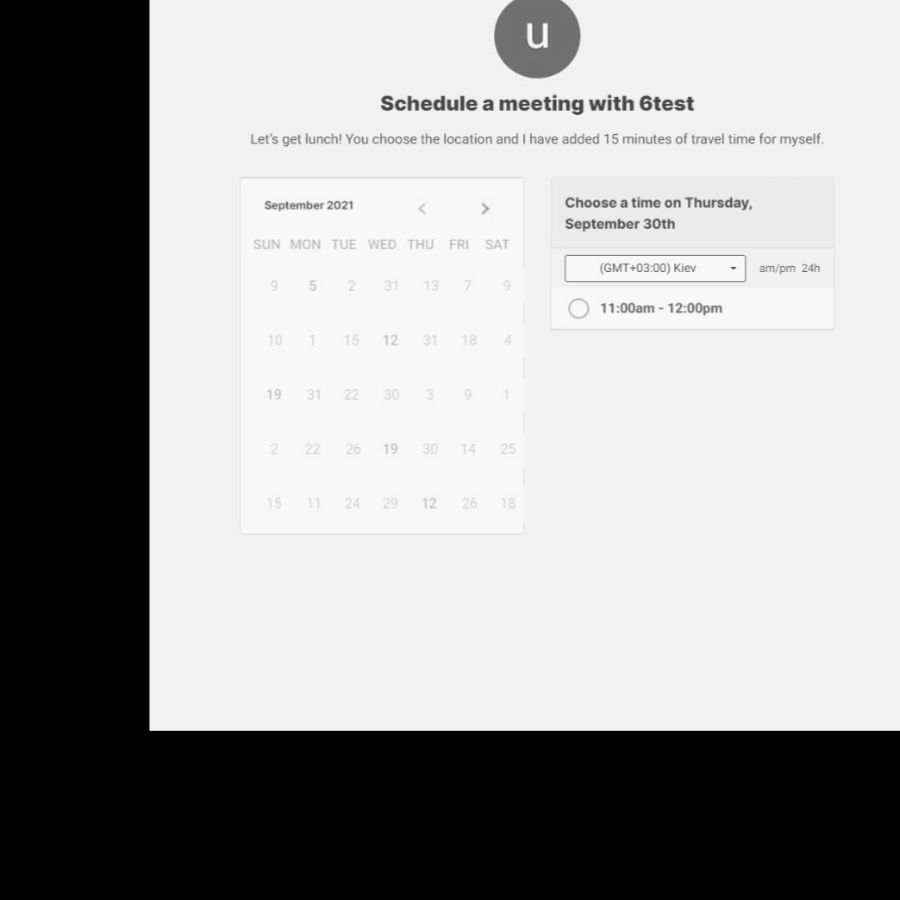 u
Schedule a meeting with 6test
Let's get lunch! You choose the location and I have added 15 minutes of travel time for myself.
September 2021
SUN MON TUE WED THU FRI SAT
9 5 2 31 13 7 9
10 1 15 12 31 18 4
19 31 22 30 3 9 1
2 22 26 19 30 14 25
15 11 24 29 12 26 18
Choose a time on Thursday,
September 30th
(GMT+03:00) Kiev am/pm 24h
11:00am - 12:00pm